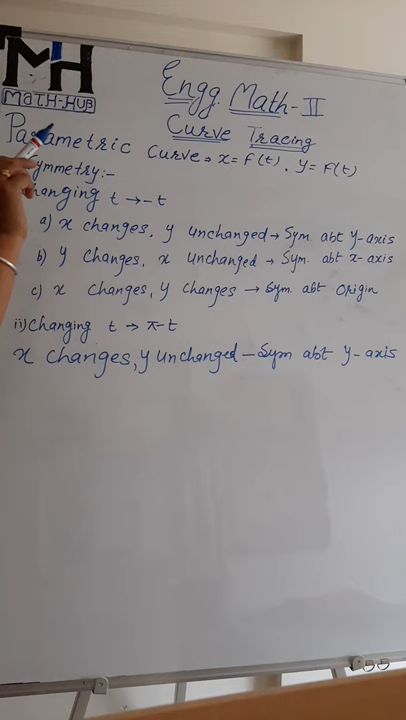 MH
MATH-HUB
Engg. Math-II
Curve Tracing
Parametric Curve → x = f(t), y = F(t)
ymmetry:-
hanging t → -t
a) x changes, y unchanged → Sym. abt y-axis
b) y changes, x unchanged → Sym. abt x-axis
c) x changes, y changes → Sym. abt Origin
ii) Changing t → π-t
x changes, y unchanged - Sym abt y-axis